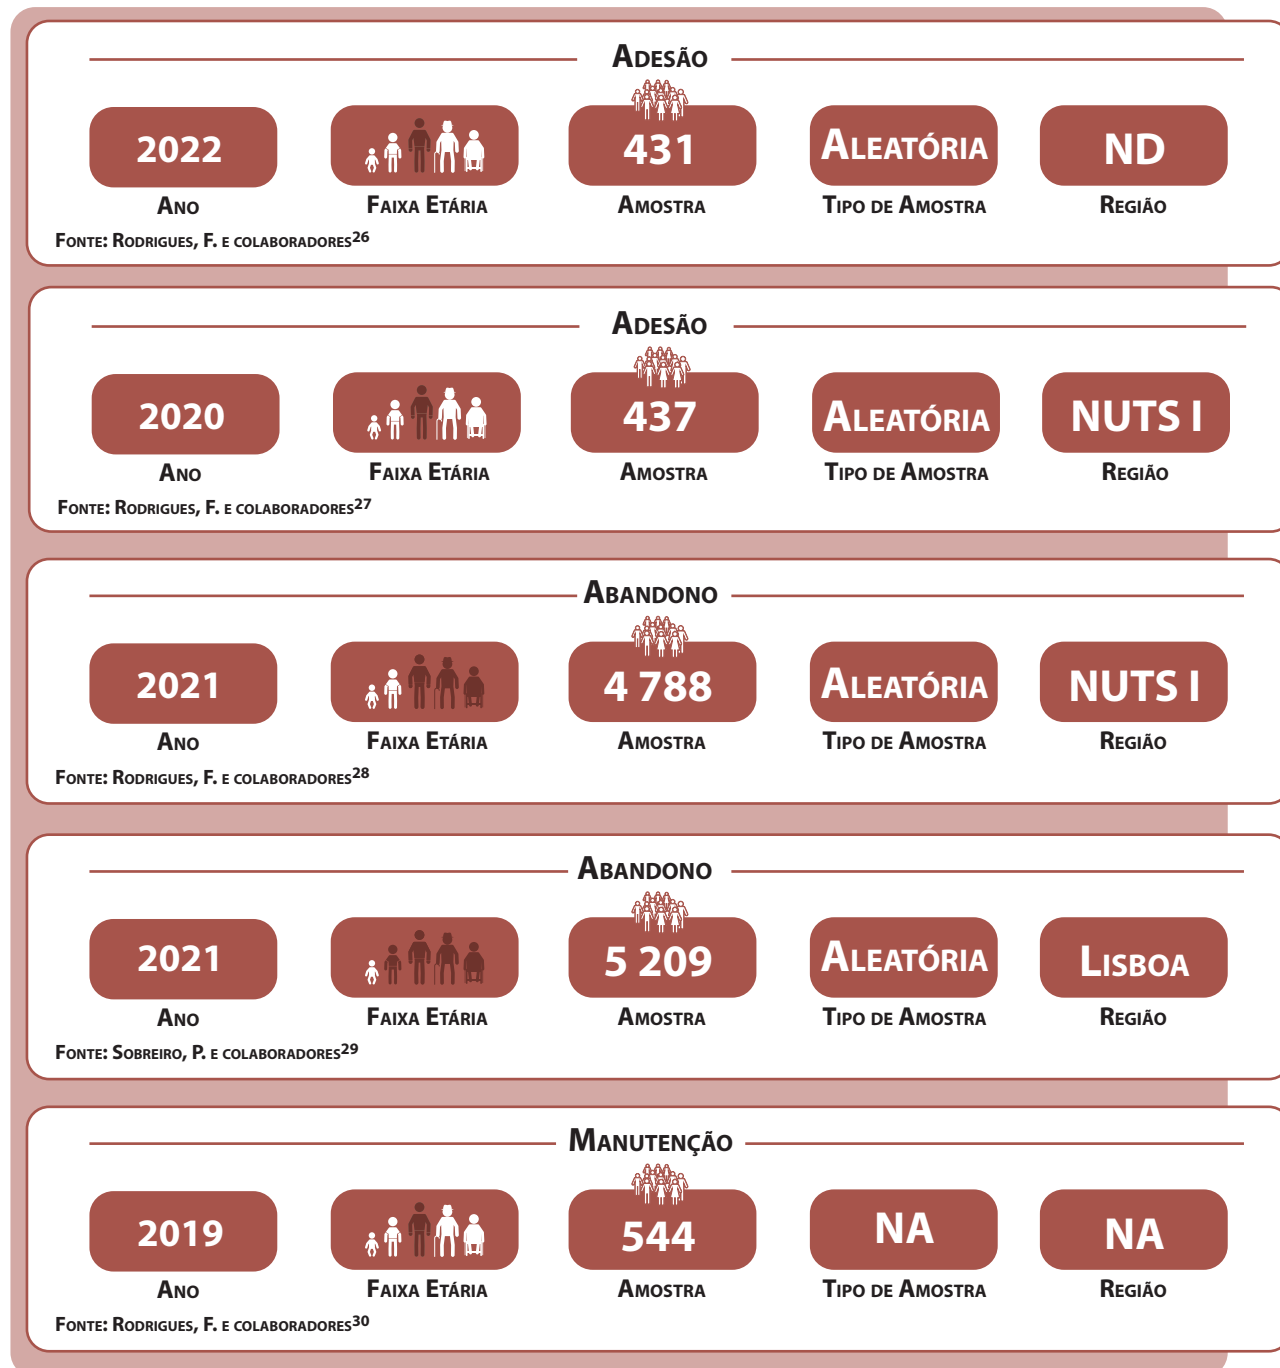 Adesão
2022 431 Aleatória ND
Ano Faixa Etária Amostra Tipo de Amostra Região
Fonte: Rodrigues, F. e colaboradores26
Adesão
2020 437 Aleatória NUTS I
Ano Faixa Etária Amostra Tipo de Amostra Região
Fonte: Rodrigues, F. e colaboradores27
Abandono
2021 4 788 Aleatória NUTS I
Ano Faixa Etária Amostra Tipo de Amostra Região
Fonte: Rodrigues, F. e colaboradores28
Abandono
2021 5 209 Aleatória Lisboa
Ano Faixa Etária Amostra Tipo de Amostra Região
Fonte: Sobreiro, P. e colaboradores29
Manutenção
2019 544 NA NA
Ano Faixa Etária Amostra Tipo de Amostra Região
Fonte: Rodrigues, F. e colaboradores30